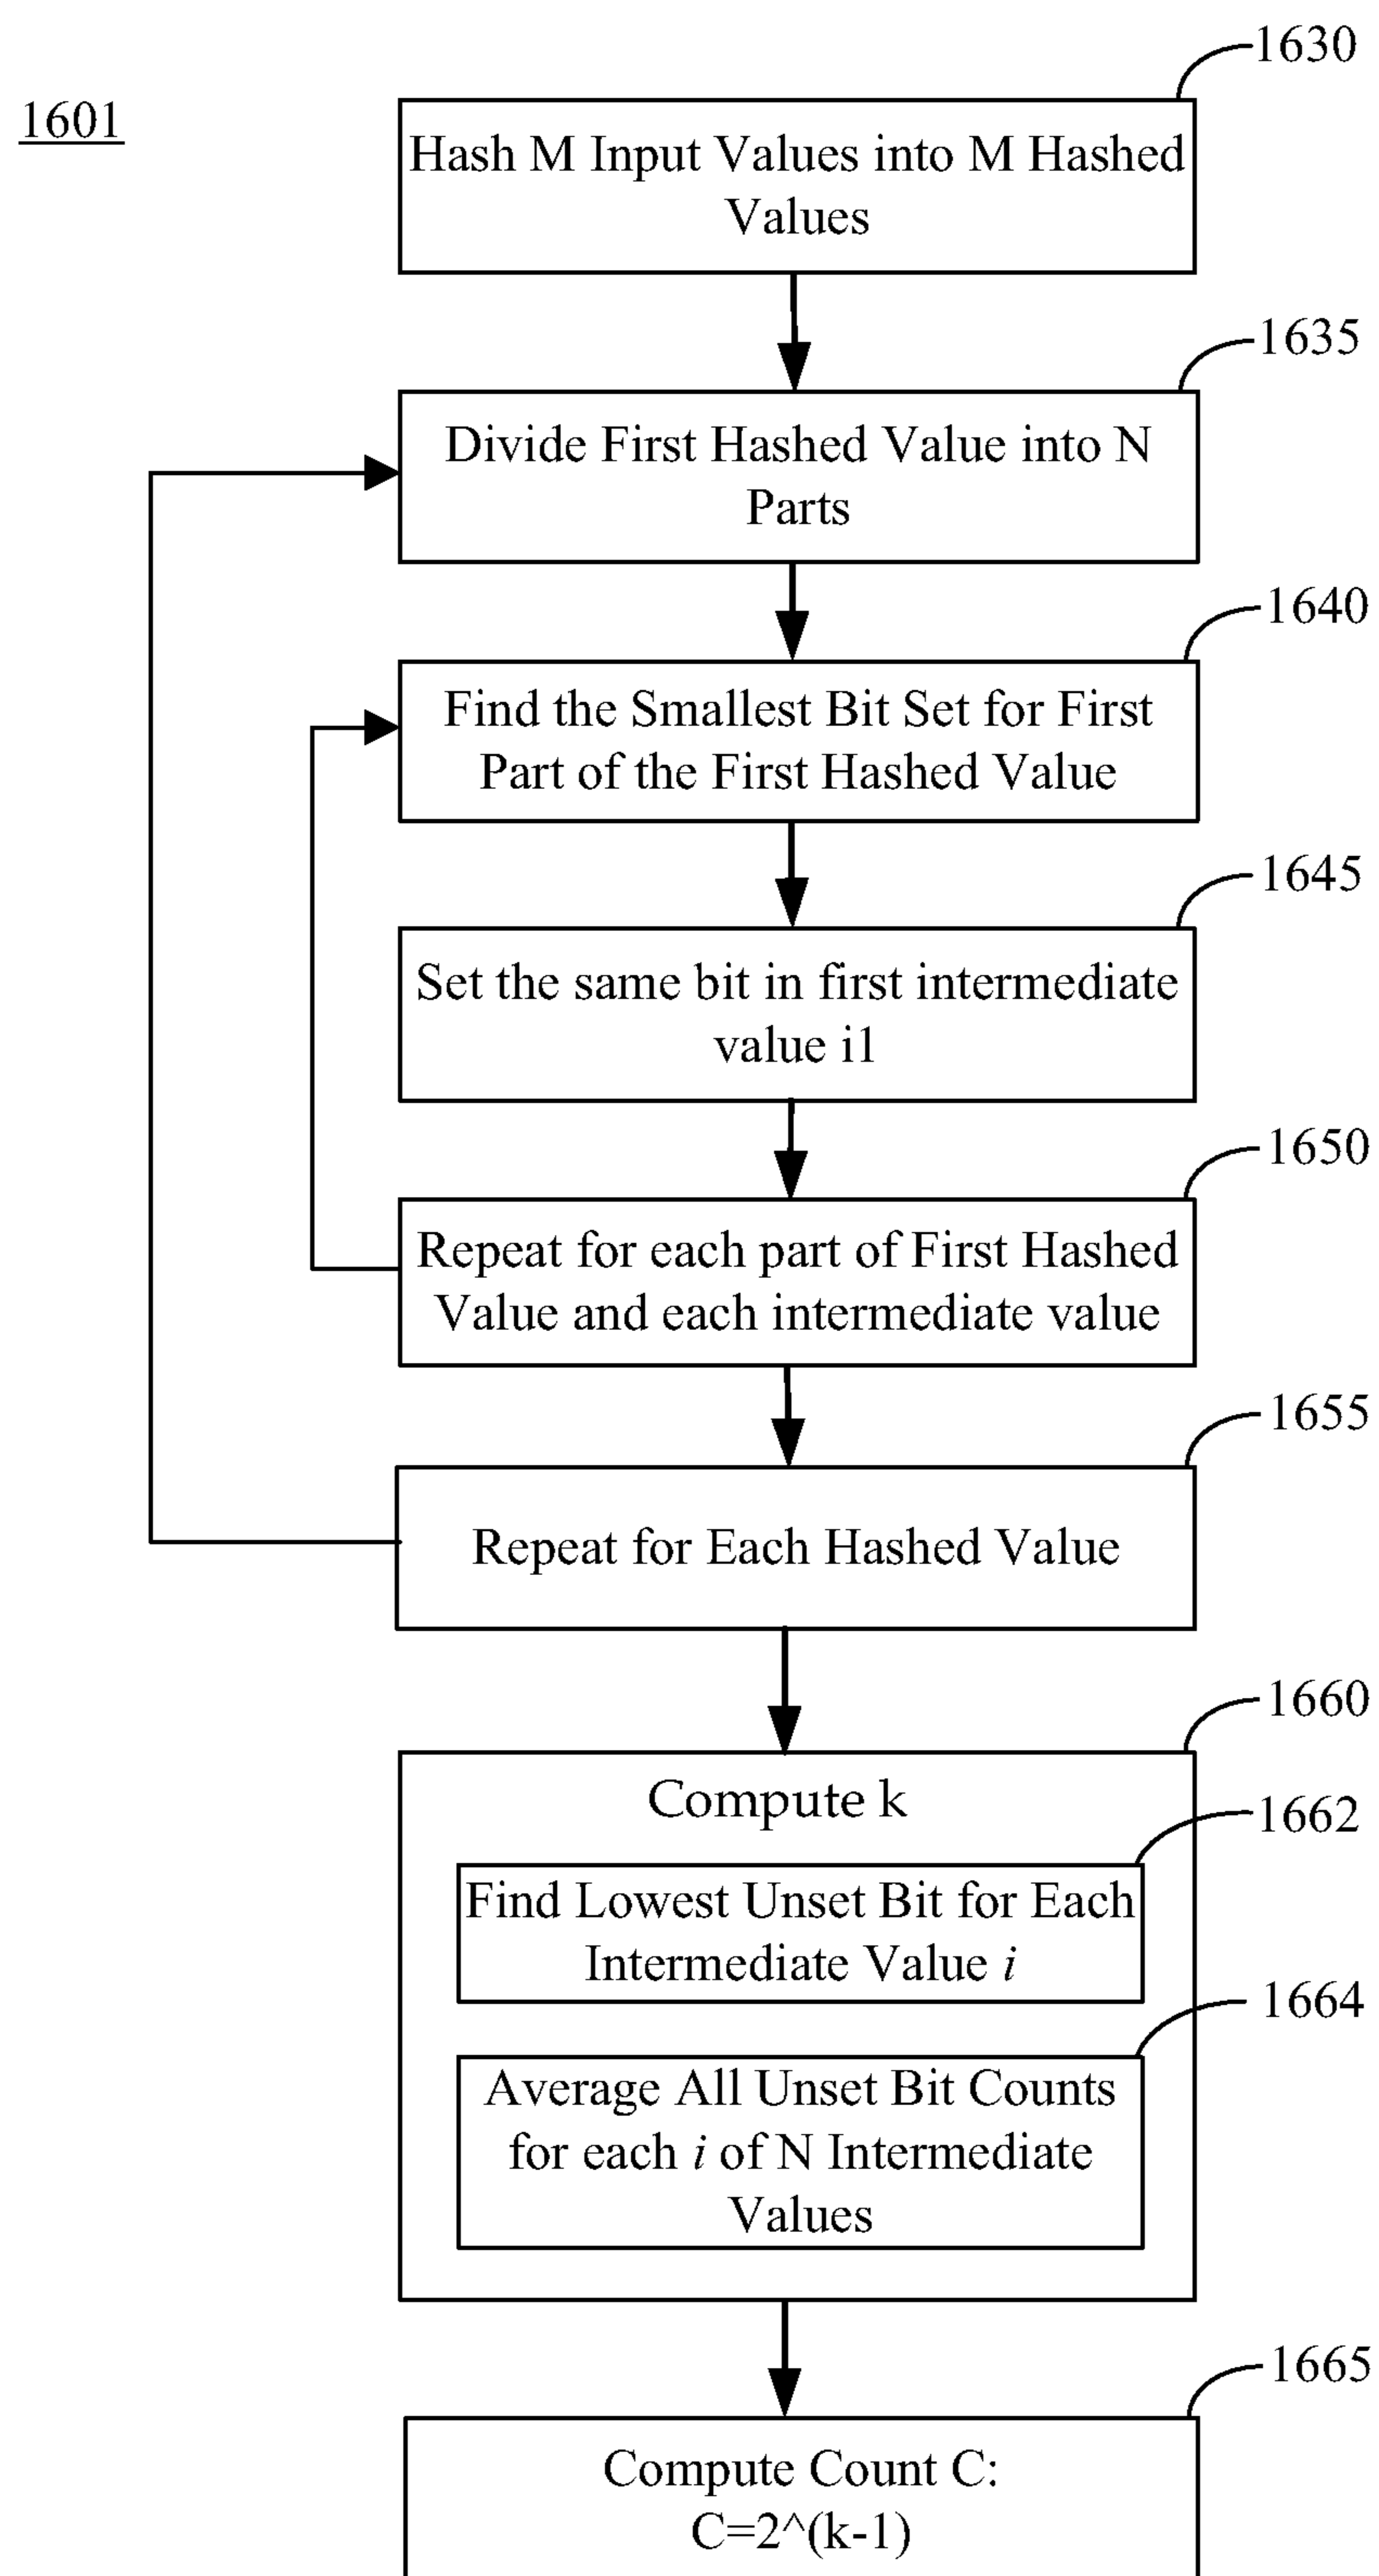 1630
1601
Hash M Input Values into M Hashed
Values
1635
Divide First Hashed Value into N
Parts
1640
Find the Smallest Bit Set for First
Part of the First Hashed Value
1645
Set the same bit in first intermediate
value i1
1650
Repeat for each part of First Hashed
Value and each intermediate value
1655
Repeat for Each Hashed Value
1660
Compute k
1662
Find Lowest Unset Bit for Each
Intermediate Value i
1664
Average All Unset Bit Counts
for each i of N Intermediate
Values
1665
Compute Count C:
C=2^(k-1)